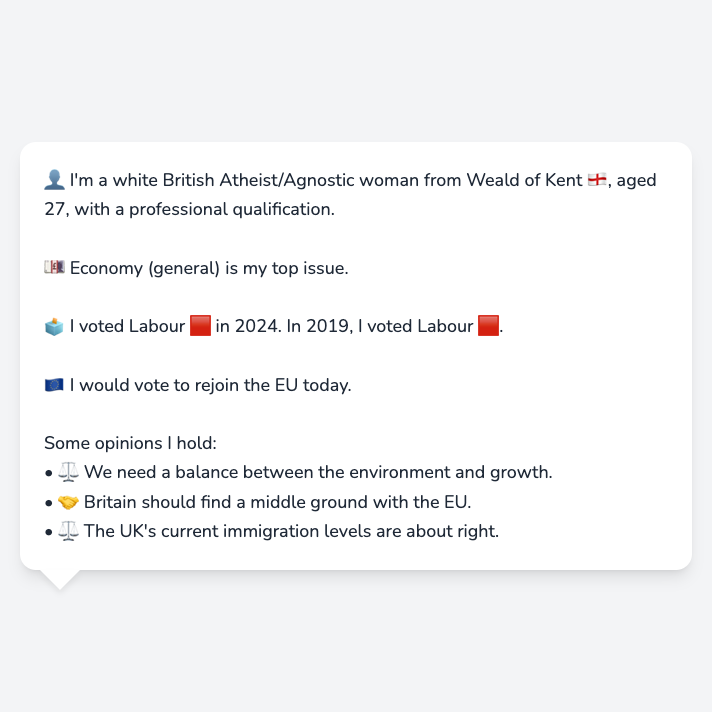 👤 I'm a white British Atheist/Agnostic woman from Weald of Kent 🏴󠁧󠁢󠁥󠁮󠁧󠁿, aged
27, with a professional qualification.
💷 Economy (general) is my top issue.
🗳️ I voted Labour 🟥 in 2024. In 2019, I voted Labour 🟥.
🇪🇺 I would vote to rejoin the EU today.
Some opinions I hold:
• ⚖️ We need a balance between the environment and growth.
• 🤝 Britain should find a middle ground with the EU.
• ⚖️ The UK's current immigration levels are about right.